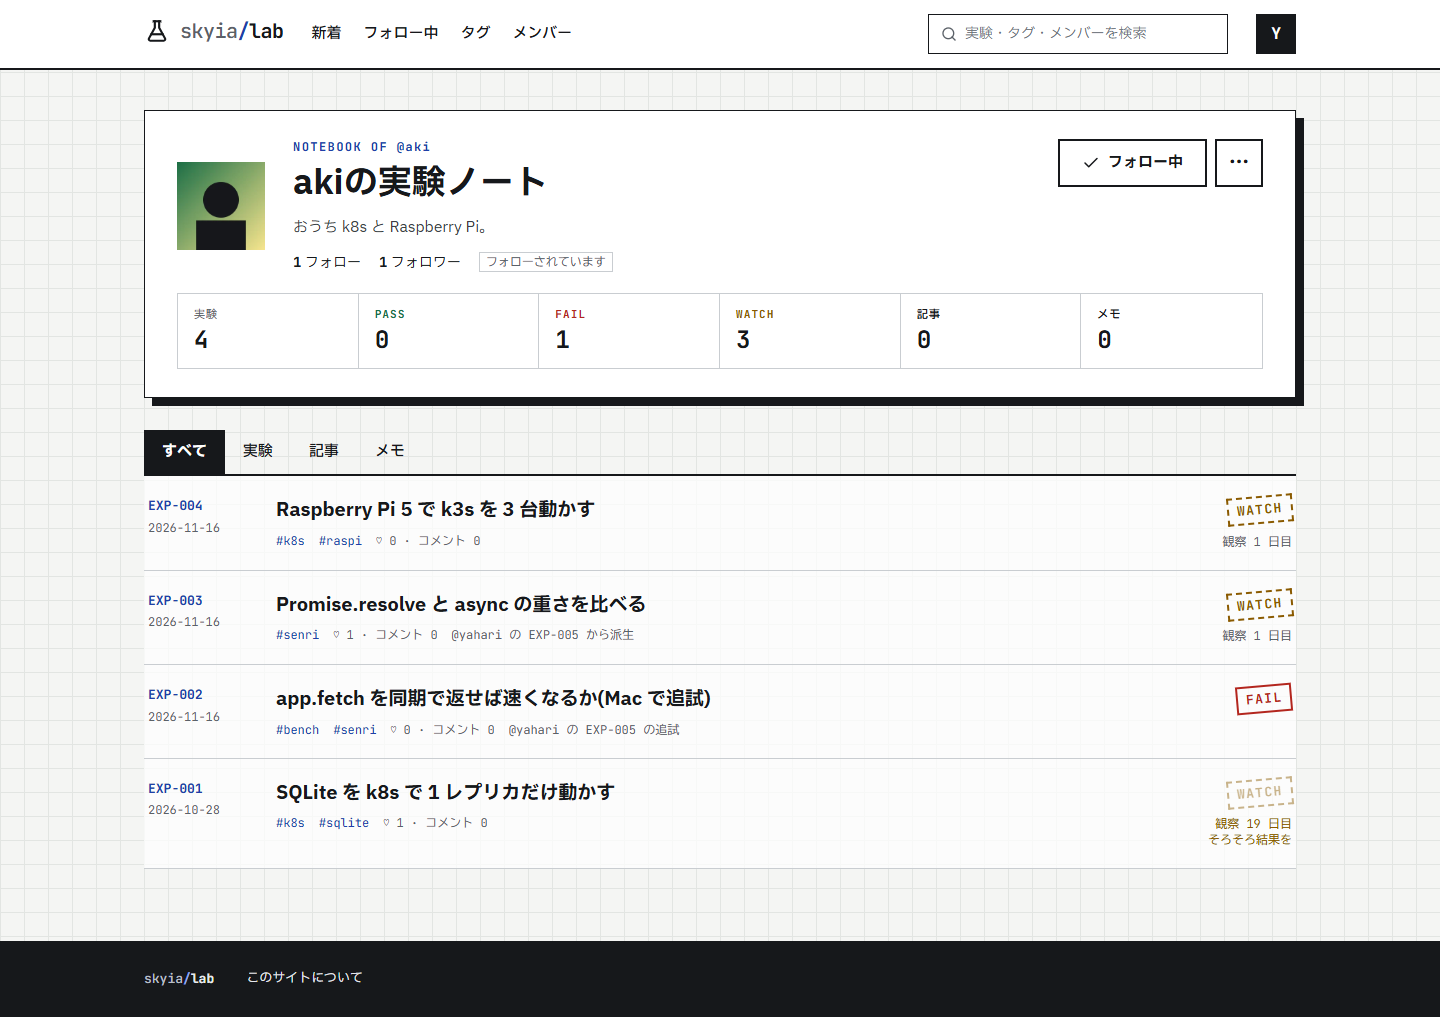 skyia/lab 新着 フォロー中 タグ メンバー 実験・タグ・メンバーを検索 Y
NOTEBOOK OF @aki
akiの実験ノート
フォロー中 …
おうち k8s と Raspberry Pi。
1 フォロー 1 フォロワー フォローされています
実験 PASS FAIL WATCH 記事 メモ
4 0 1 3 0 0
すべて 実験 記事 メモ
EXP-004 Raspberry Pi 5 で k3s を 3 台動かす WATCH
2026-11-16 #k8s #raspi ♡ 0 · コメント 0 観察 1 日目
EXP-003 Promise.resolve と async の重さを比べる WATCH
2026-11-16 #senri ♡ 1 · コメント 0 @yahari の EXP-005 から派生 観察 1 日目
EXP-002 app.fetch を同期で返せば速くなるか(Mac で追試) FAIL
2026-11-16 #bench #senri ♡ 0 · コメント 0 @yahari の EXP-005 の追試
EXP-001 SQLite を k8s で 1 レプリカだけ動かす WATCH
2026-10-28 #k8s #sqlite ♡ 1 · コメント 0 観察 19 日目
そろそろ結果を
skyia/lab このサイトについて